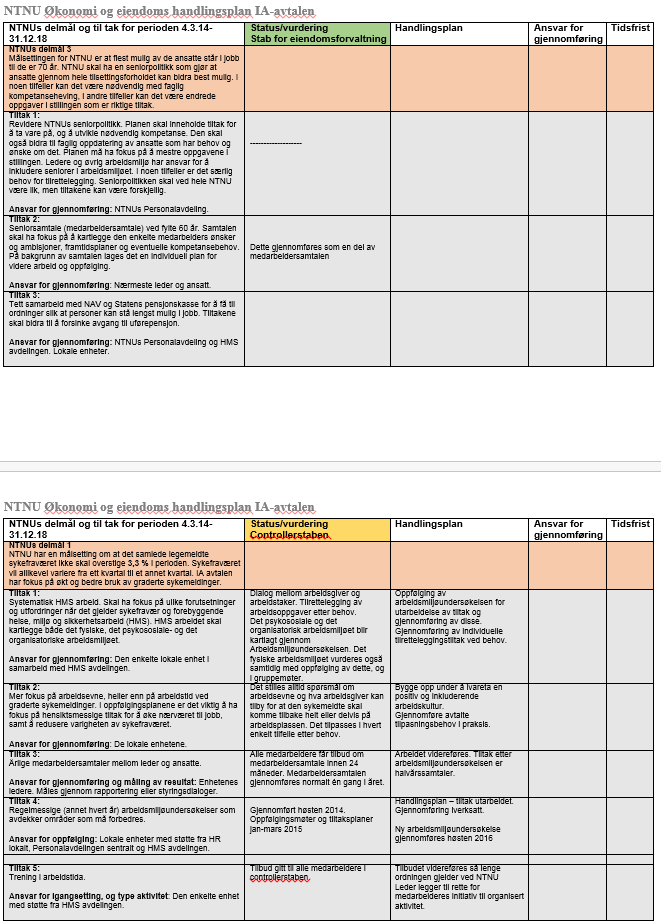 NTNU Økonomi og eiendoms handlingsplan IA-avtalen
NTNUs delmål og til tak for perioden 4.3.14-
31.12.18
Status/vurdering
Stab for eiendomsforvaltning
Handlingsplan
Ansvar for
gjennomføring
Tidsfrist
NTNUs delmål 3
Målsettingen for NTNU er at flest mulig av de ansatte står i jobb
til de er 70 år. NTNU skal ha en seniorpolitikk som gjør at
ansatte gjennom hele tilsettingsforholdet kan bidra best mulig. I
noen tilfeller kan det være nødvendig med faglig
kompetanseheving, i andre tilfeller kan det være endrede
oppgaver i stillingen som er riktige tiltak.
Tiltak 1:
Revidere NTNUs seniorpolitikk. Planen skal inneholde tiltak for
å ta vare på, og å utvikle nødvendig kompetanse. Den skal
også bidra til faglig oppdatering av ansatte som har behov og
ønske om det. Planen må ha fokus på å mestre oppgavene i
stillingen. Ledere og øvrig arbeidsmiljø har ansvar for å
inkludere seniorer i arbeidsmiljøet. I noen tilfeller er det særlig
behov for tilrettelegging. Seniorpolitikken skal ved hele NTNU
være lik, men tiltakene kan være forskjellig.
Ansvar for gjennomføring: NTNUs Personalavdeling.
-------------------
Tiltak 2:
Seniorsamtale (medarbeidersamtale) ved fylte 60 år. Samtalen
skal ha fokus på å kartlegge den enkelte medarbeiders ønsker
og ambisjoner, framtidsplaner og eventuelle kompetansebehov.
På bakgrunn av samtalen lages det en individuell plan for
videre arbeid og oppfølging.
Ansvar for gjennomføring: Nærmeste leder og ansatt.
Dette gjennomføres som en del av
medarbeidersamtalen
Tiltak 3:
Tett samarbeid med NAV og Statens pensjonskasse for å få til
ordninger slik at personer kan stå lengst mulig i jobb. Tiltakene
skal bidra til å forsinke avgang til uførepensjon.
Ansvar for gjennomføring: NTNUs Personalavdeling og HMS
avdelingen. Lokale enheter.
NTNU Økonomi og eiendoms handlingsplan IA-avtalen
NTNUs delmål og til tak for perioden 4.3.14-
31.12.18
Status/vurdering
Controllerstaben
Handlingsplan
Ansvar for
gjennomføring
Tidsfrist
NTNUs delmål 1
NTNU har en målsetting om at det samlede legemeldte
sykefraværet ikke skal overstige 3,3 % i perioden. Sykefraværet
vil allikevel variere fra ett kvartal til et annet kvartal. IA avtalen
har fokus på økt og bedre bruk av graderte sykemeldinger.
Tiltak 1:
Systematisk HMS arbeid. Skal ha fokus på ulike forutsetninger
og utfordringer når det gjelder sykefravær og forebyggende
helse, miljø og sikkerhetsarbeid (HMS). HMS arbeidet skal
kartlegge både det fysiske, det psykososiale- og det
organisatoriske arbeidsmiljøet.
Ansvar for gjennomføring: Den enkelte lokale enhet i
samarbeid med HMS avdelingen.
Dialog mellom arbeidsgiver og
arbeidstaker. Tilrettelegging av
arbeidsoppgaver etter behov.
Det psykososiale og det
organisatorisk arbeidsmiljøet blir
kartlagt gjennom
Arbeidsmiljøundersøkelsen. Det
fysiske arbeidsmiljøet vurderes også
samtidig med oppfølging av dette, og
i gruppemøter.
Oppfølging av
arbeidsmiljøundersøkelsen for
utarbeidelse av tiltak og
gjennomføring av disse.
Gjennomføring av individuelle
tilretteleggingstiltak ved behov.
Tiltak 2:
Mer fokus på arbeidsevne, heller enn på arbeidstid ved
graderte sykemeldinger. I oppfølgingsplanene er det viktig å ha
fokus på hensiktsmessige tiltak for å øke nærværet til jobb,
samt å redusere varigheten av sykefraværet.
Ansvar for gjennomføring: De lokale enhetene.
Det stilles alltid spørsmål om
arbeidsevne og hva arbeidsgiver kan
tilby for at den sykemeldte skal
komme tilbake helt eller delvis på
arbeidsplassen. Det tilpasses i hvert
enkelt tilfelle etter behov.
Bygge opp under å ivareta en
positiv og inkluderende
arbeidskultur.
Gjennomføre avtalte
tilpasningsbehov i praksis.
Tiltak 3:
Årlige medarbeidersamtaler mellom leder og ansatte.
Ansvar for gjennomføring og måling av resultat: Enhetenes
ledere. Måles gjennom rapportering eller styringsdialoger.
Alle medarbeidere får tilbud om
medarbeidersamtale innen 24
måneder. Medarbeidersamtalen
gjennomføres normalt én gang i året.
Arbeidet videreføres. Tiltak etter
arbeidsmiljøundersøkelsen er
halvårssamtaler.
Tiltak 4:
Regelmessige (annet hvert år) arbeidsmiljøundersøkelser som
avdekker områder som må forbedres.
Ansvar for oppfølging: Lokale enheter med støtte fra HR
lokalt, Personalavdelingen sentralt og HMS avdelingen.
Gjennomført høsten 2014.
Oppfølgingsmøter og tiltaksplaner
jan-mars 2015
Handlingsplan – tiltak utarbeidet.
Gjennomføring iverksatt.
Ny arbeidsmiljøundersøkelse
gjennomføres høsten 2016
Tiltak 5:
Trening i arbeidstida.
Ansvar for igangsetting, og type aktivitet: Den enkelte enhet
med støtte fra HMS avdelingen.
Tilbud gitt til alle medarbeidere i
controllerstaben.
Tilbudet videreføres så lenge
ordningen gjelder ved NTNU
Leder legger til rette for
medarbeideres initiativ til organisert
aktivitet.